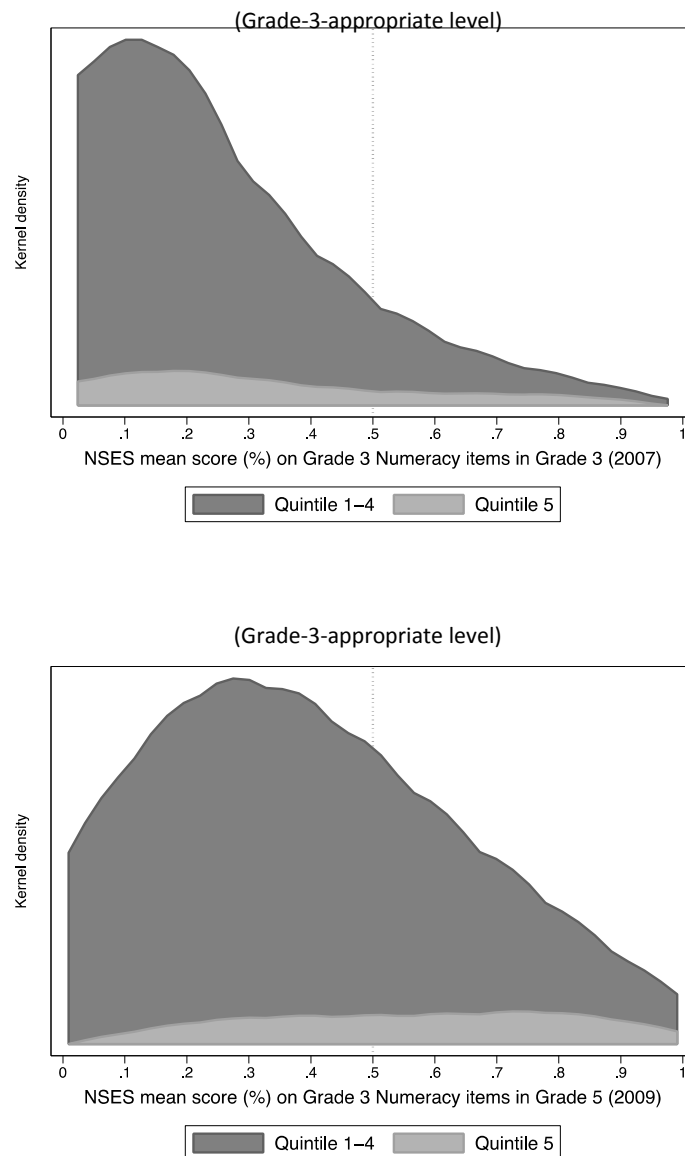 (Grade-3-appropriate level)
Kernel density
0 .1 .2 .3 .4 .5 .6 .7 .8 .9 1
NSES mean score (%) on Grade 3 Numeracy items in Grade 3 (2007)
Quintile 1–4 Quintile 5
(Grade-3-appropriate level)
Kernel density
0 .1 .2 .3 .4 .5 .6 .7 .8 .9 1
NSES mean score (%) on Grade 3 Numeracy items in Grade 5 (2009)
Quintile 1–4 Quintile 5